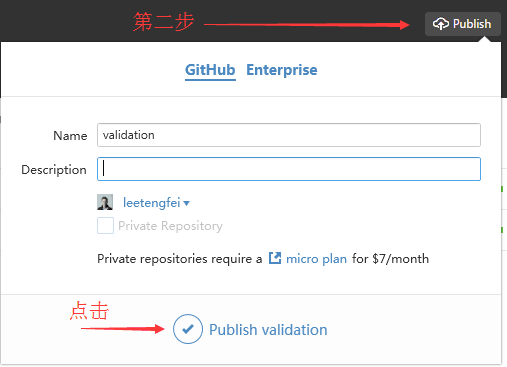 第二步
Publish
GitHub Enterprise
Name validation
Description
leetengfei
Private Repository
Private repositories require a micro plan for $7/month
点击
Publish validation